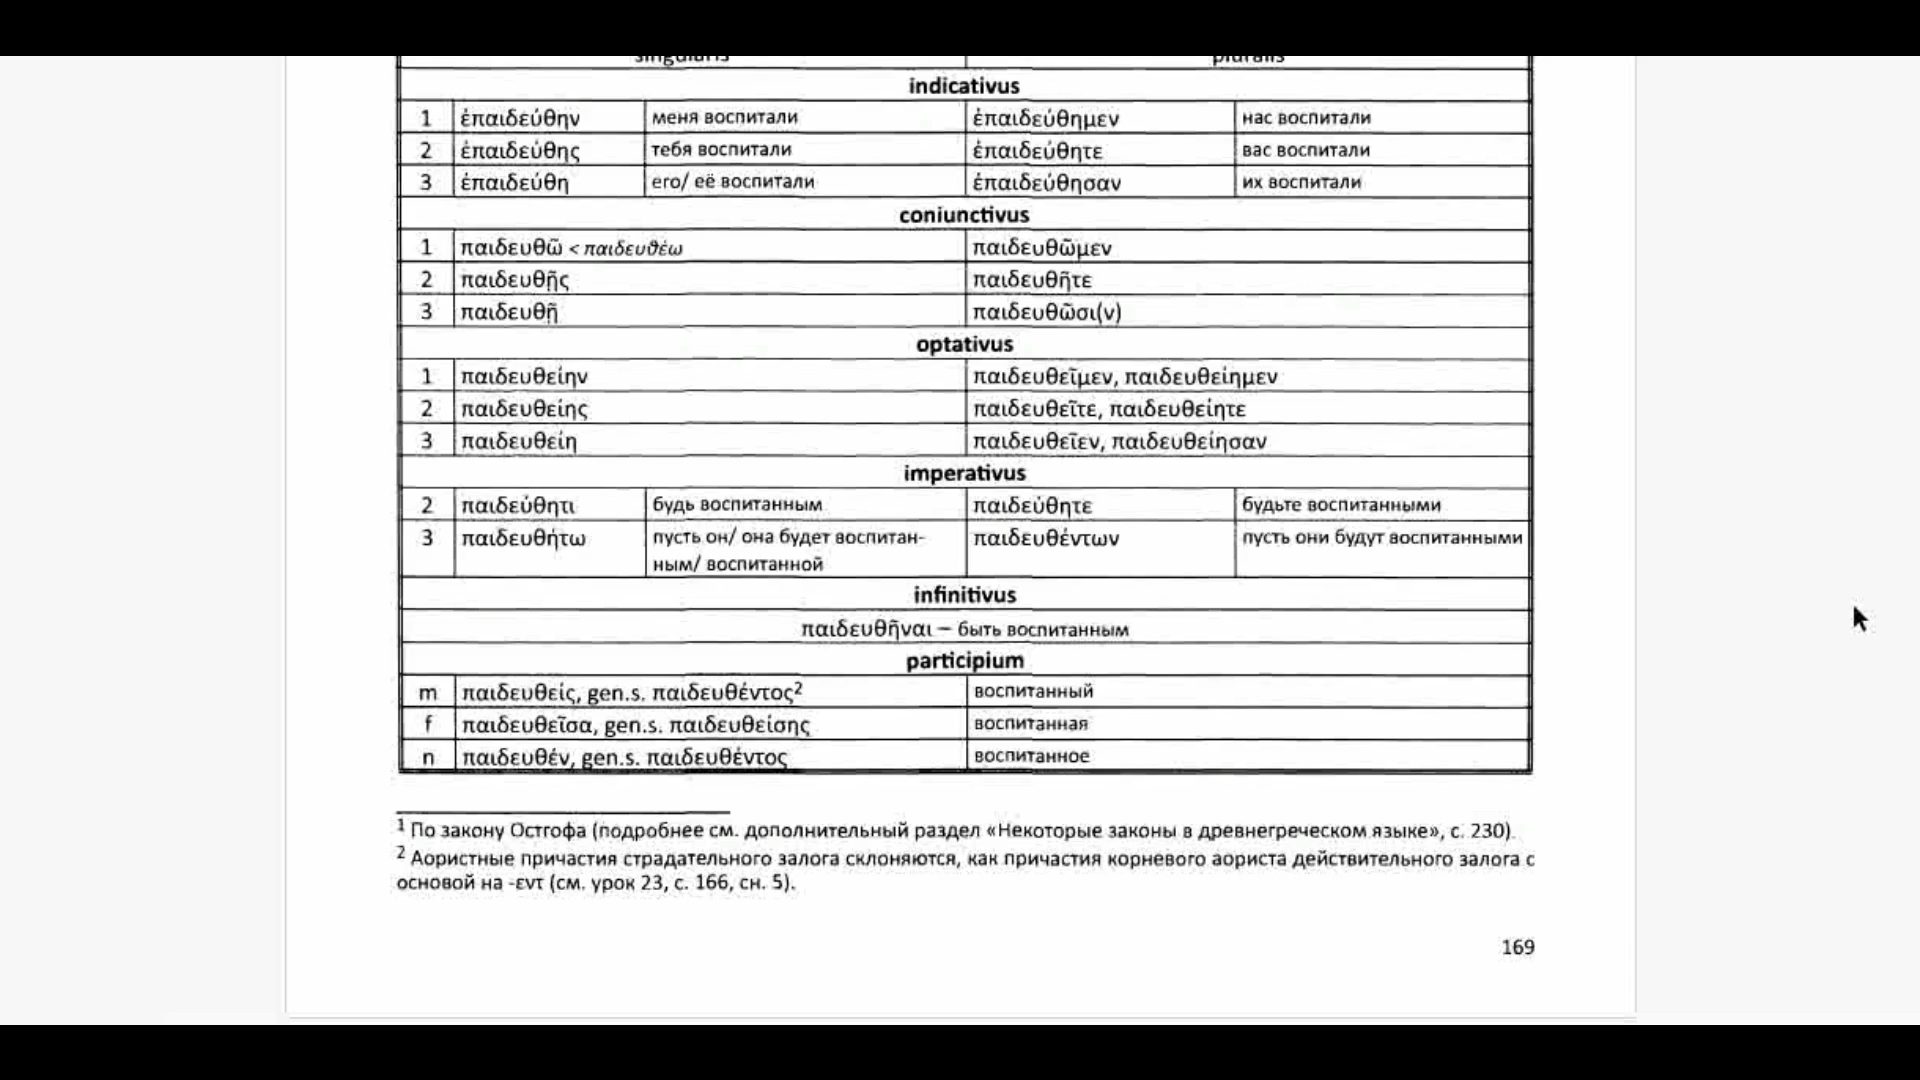 singularis pluralis
indicativus
1 ἐπαιδεύθην меня воспитали ἐπαιδεύθημεν нас воспитали
2 ἐπαιδεύθης тебя воспитали ἐπαιδεύθητε вас воспитали
3 ἐπαιδεύθη его/ её воспитали ἐπαιδεύθησαν их воспитали
coniunctivus
1 παιδευθῶ < παιδευθέω παιδευθῶμεν
2 παιδευθῇς παιδευθῆτε
3 παιδευθῇ παιδευθῶσι(ν)
optativus
1 παιδευθείην παιδευθεῖμεν, παιδευθείημεν
2 παιδευθείης παιδευθεῖτε, παιδευθείητε
3 παιδευθείη παιδευθεῖεν, παιδευθείησαν
imperativus
2 παιδεύθητι будь воспитанным παιδεύθητε будьте воспитанными
3 παιδευθήτω пусть он/ она будет воспитан- παιδευθέντων пусть они будут воспитанными
ным/ воспитанной
infinitivus
παιδευθῆναι – быть воспитанным
participium
m παιδευθείς, gen.s. παιδευθέντος² воспитанный
f παιδευθεῖσα, gen.s. παιδευθείσης воспитанная
n παιδευθέν, gen.s. παιδευθέντος воспитанное
¹ По закону Остгофа (подробнее см. дополнительный раздел «Некоторые законы в древнегреческом языке», с. 230).
² Аористные причастия страдательного залога склоняются, как причастия корневого аориста действительного залога с
основой на -εντ (см. урок 23, с. 166, сн. 5).
169